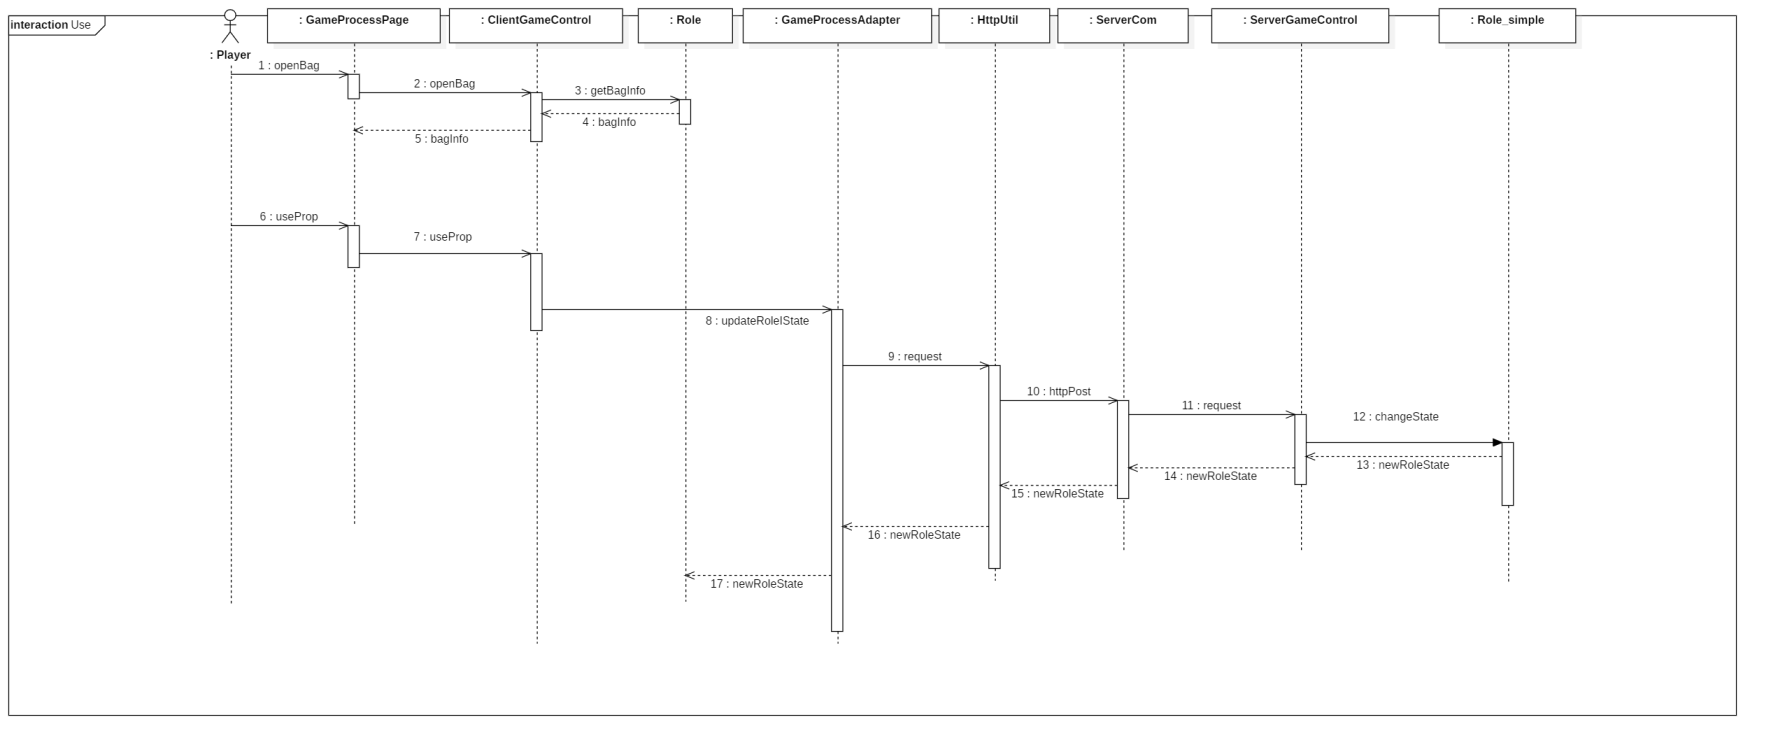 interaction Use
: Player
: GameProcessPage
: ClientGameControl
: Role
: GameProcessAdapter
: HttpUtil
: ServerCom
: ServerGameControl
: Role_simple
1 : openBag
2 : openBag
3 : getBagInfo
4 : bagInfo
5 : bagInfo
6 : useProp
7 : useProp
8 : updateRolelState
9 : request
10 : httpPost
11 : request
12 : changeState
13 : newRoleState
14 : newRoleState
15 : newRoleState
16 : newRoleState
17 : newRoleState